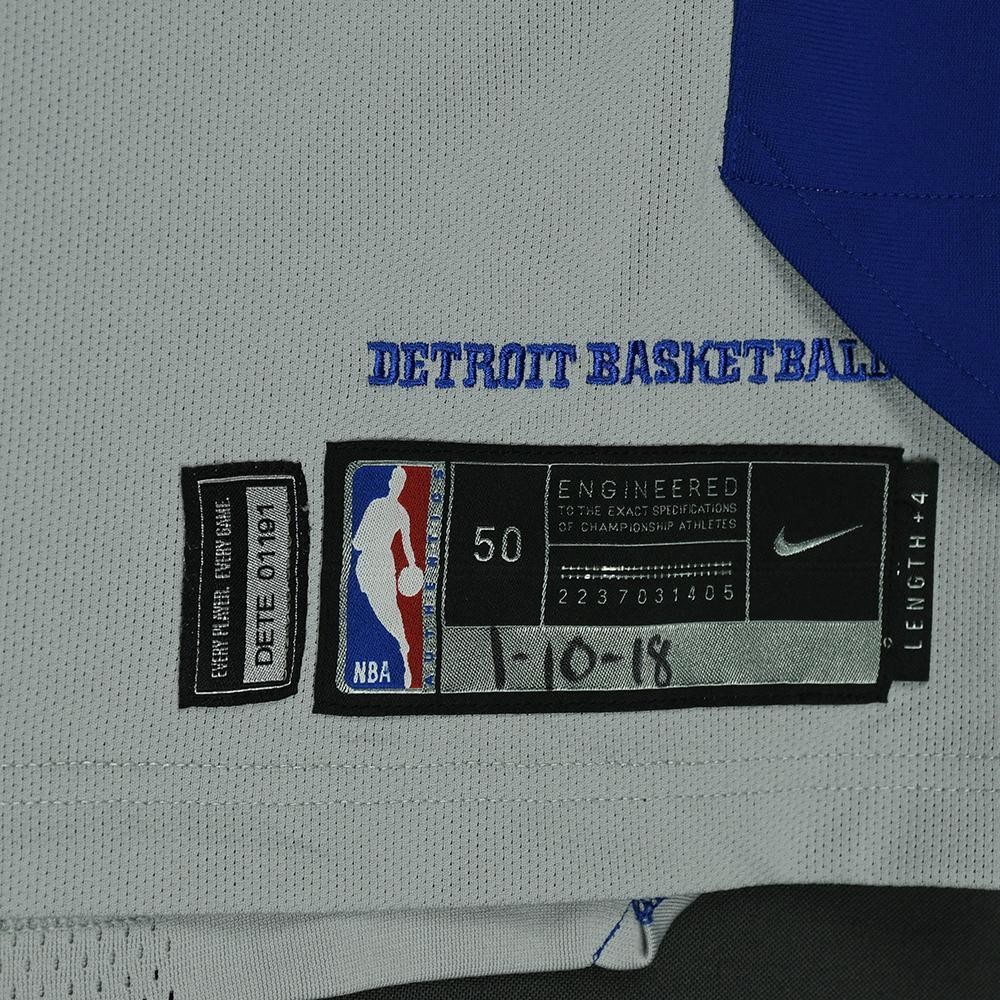 DETROIT BASKETBALL
EVERY PLAYER. EVERY GAME
DETE 01191
NBA
AUTHENTICS
50
ENGINEERED
TO THE EXACT SPECIFICATIONS
OF CHAMPIONSHIP ATHLETES
2237031405
1-10-18
LENGTH+4